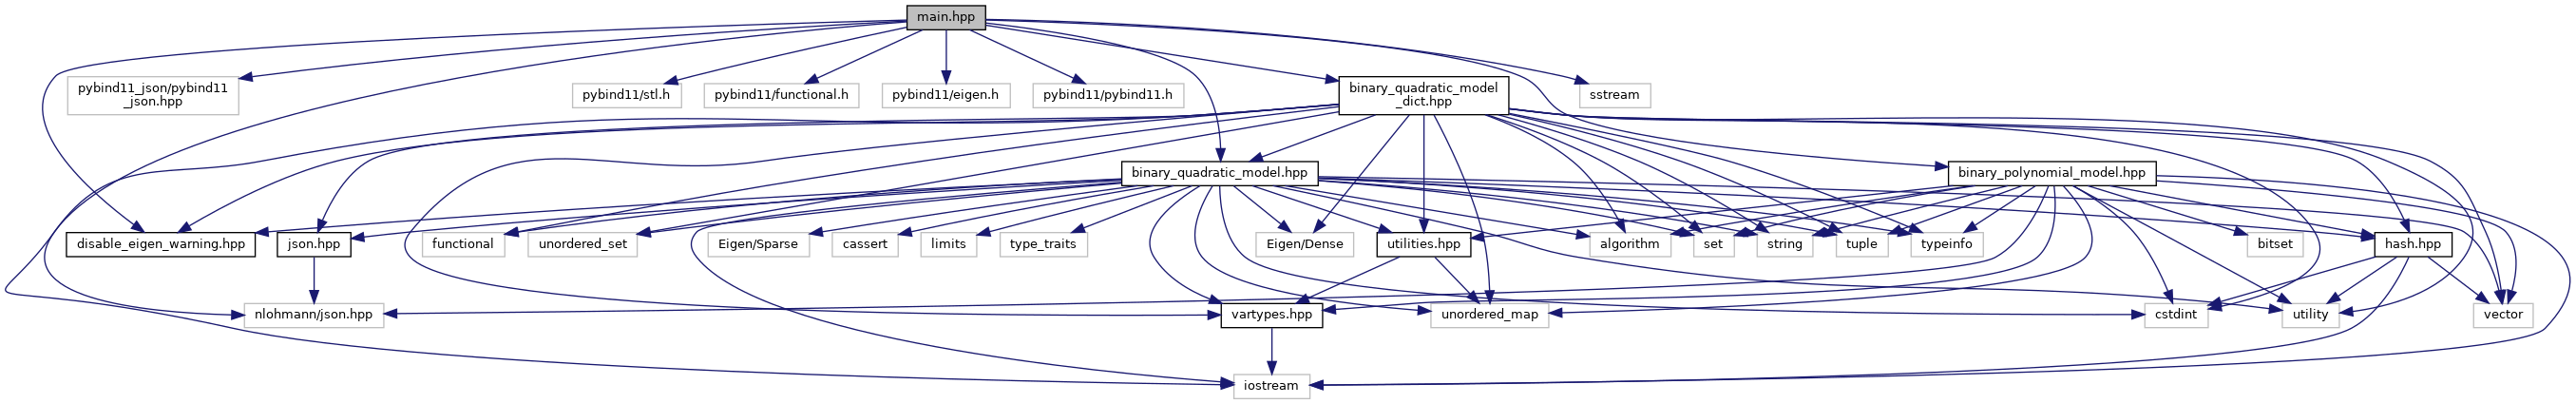 main.hpp
pybind11_json/pybind11
_json.hpp
pybind11/stl.h
pybind11/functional.h
pybind11/eigen.h
pybind11/pybind11.h
binary_quadratic_model
_dict.hpp
sstream
binary_quadratic_model.hpp
binary_polynomial_model.hpp
disable_eigen_warning.hpp
json.hpp
functional
unordered_set
Eigen/Sparse
cassert
limits
type_traits
Eigen/Dense
utilities.hpp
algorithm
set
string
tuple
typeinfo
bitset
hash.hpp
nlohmann/json.hpp
vartypes.hpp
unordered_map
cstdint
utility
vector
iostream